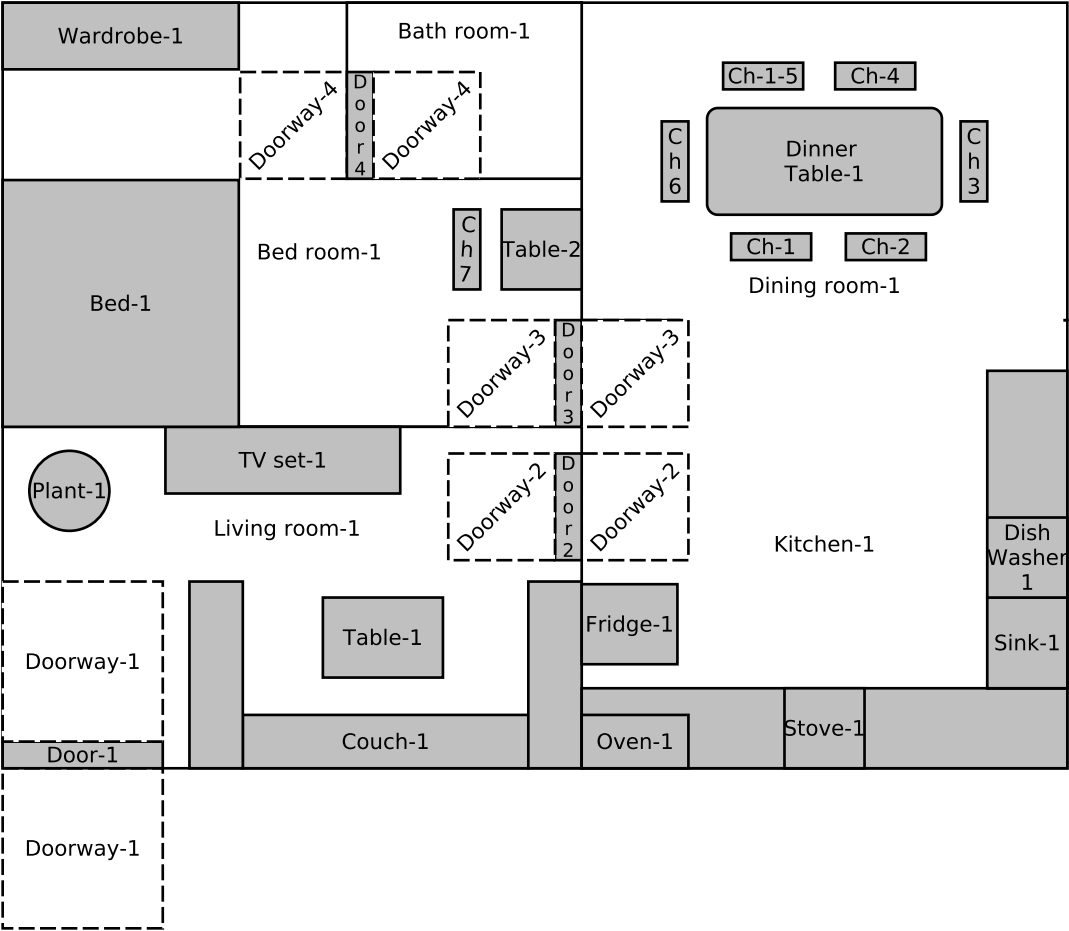 Wardrobe-1
Bath room-1
Doorway-4
Door4
Doorway-4
Ch-1-5
Ch-4
Ch6
Dinner
Table-1
Ch3
Ch-1
Ch-2
Dining room-1
Bed-1
Bed room-1
Ch7
Table-2
Doorway-3
Door3
Doorway-3
Plant-1
TV set-1
Living room-1
Doorway-2
Door2
Doorway-2
Kitchen-1
Dish
Washer
1
Sink-1
Fridge-1
Table-1
Doorway-1
Door-1
Couch-1
Oven-1
Stove-1
Doorway-1